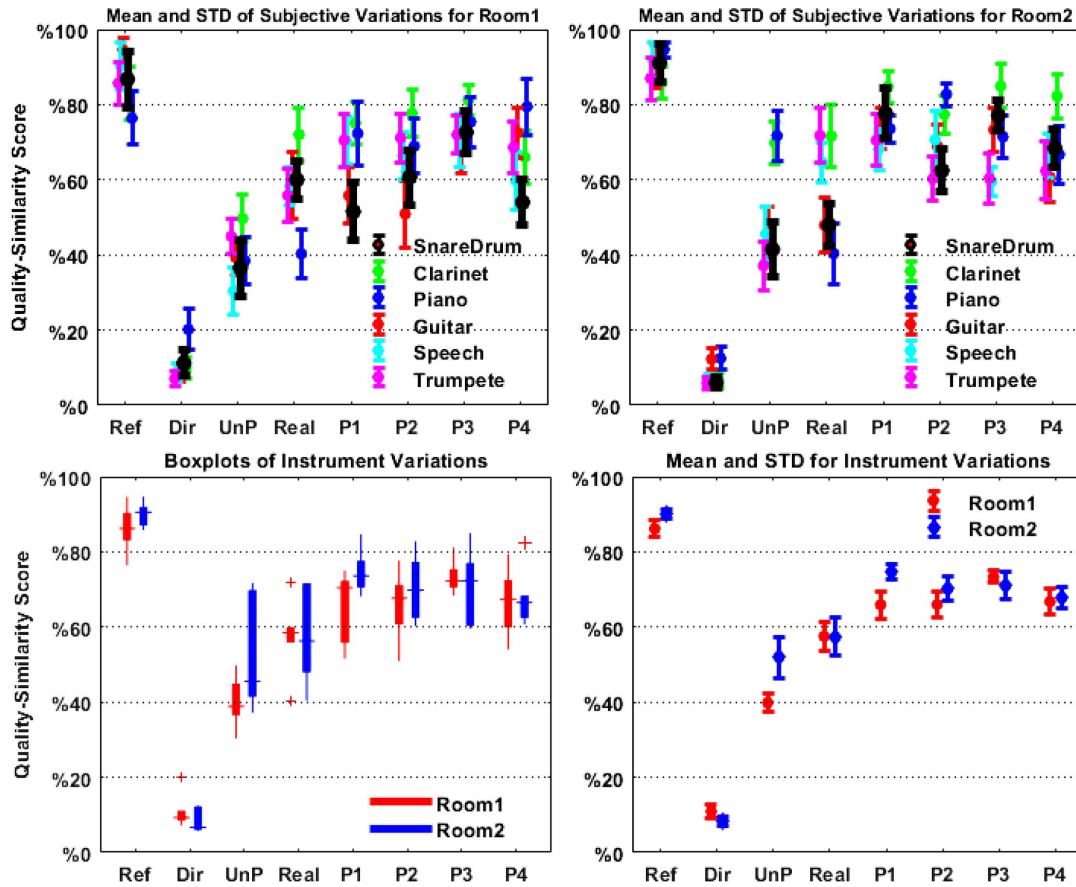 Mean and STD of Subjective Variations for Room1
Quality-Similarity Score
%100
%80
%60
%40
%20
%0
SnareDrum
Clarinet
Piano
Guitar
Speech
Trumpete
Ref Dir UnP Real P1 P2 P3 P4
Mean and STD of Subjective Variations for Room2
%100
%80
%60
%40
%20
%0
SnareDrum
Clarinet
Piano
Guitar
Speech
Trumpete
Ref Dir UnP Real P1 P2 P3 P4
Boxplots of Instrument Variations
Quality-Similarity Score
%100
%80
%60
%40
%20
%0
Room1
Room2
Ref Dir UnP Real P1 P2 P3 P4
Mean and STD for Instrument Variations
%100
%80
%60
%40
%20
%0
Room1
Room2
Ref Dir UnP Real P1 P2 P3 P4